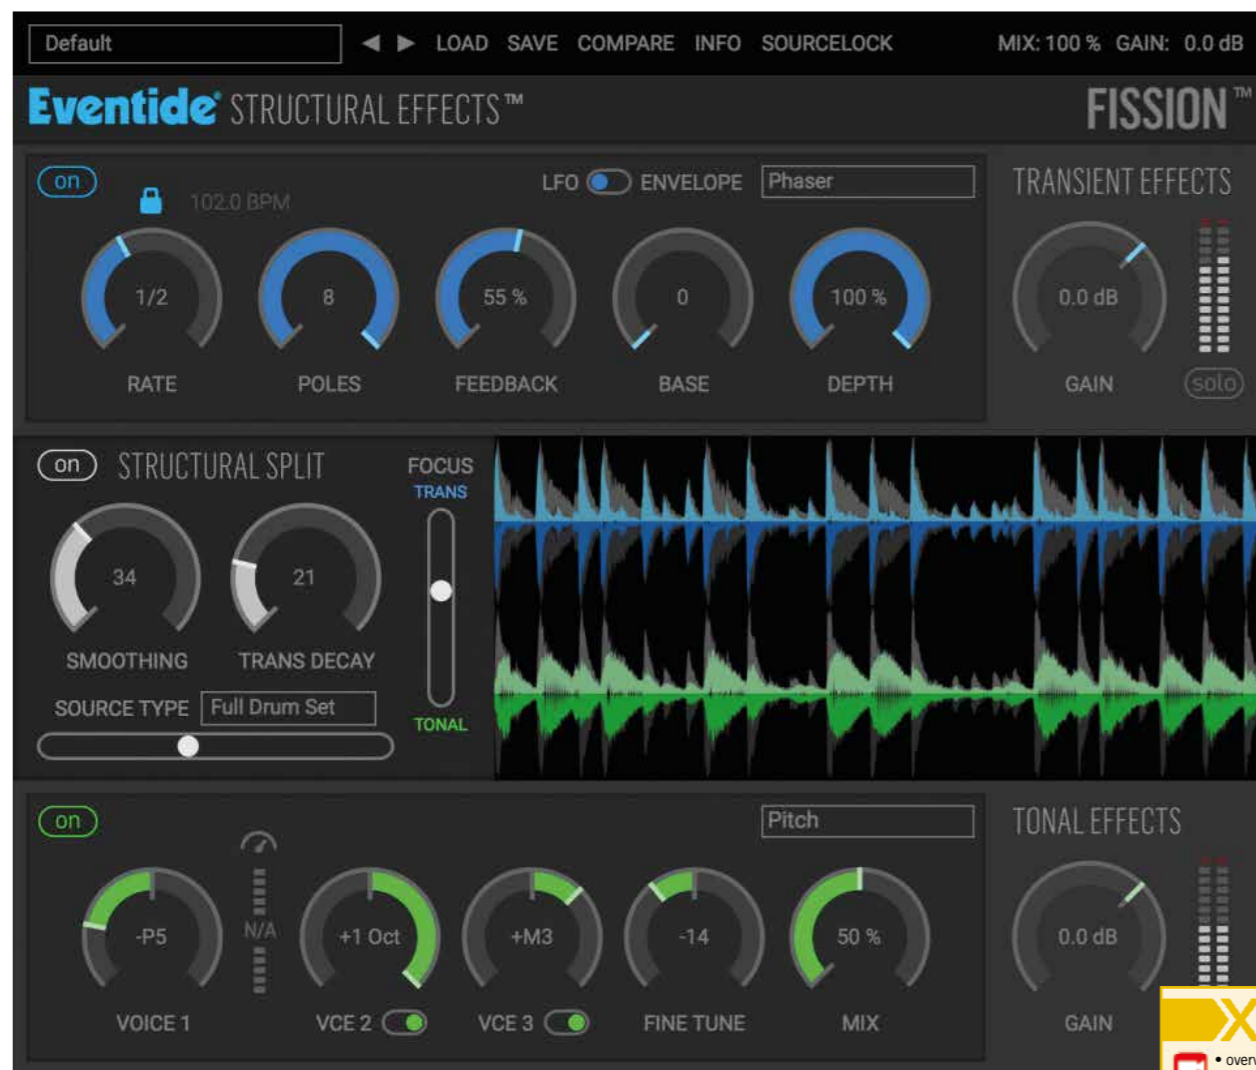 Default LOAD SAVE COMPARE INFO SOURCELOCK MIX: 100 % GAIN: 0.0 dB
Eventide® STRUCTURAL EFFECTS™ FISSION™
on LFO ENVELOPE Phaser TRANSIENT EFFECTS
102.0 BPM
1/2 8 55 % 0 100 % 0.0 dB
RATE POLES FEEDBACK BASE DEPTH GAIN solo
on STRUCTURAL SPLIT FOCUS
TRANS
34 21
SMOOTHING TRANS DECAY
SOURCE TYPE Full Drum Set
TONAL
on Pitch TONAL EFFECTS
-P5 N/A +1 Oct +M3 -14 50 % 0.0 dB
VOICE 1 VCE 2 VCE 3 FINE TUNE MIX GAIN
X